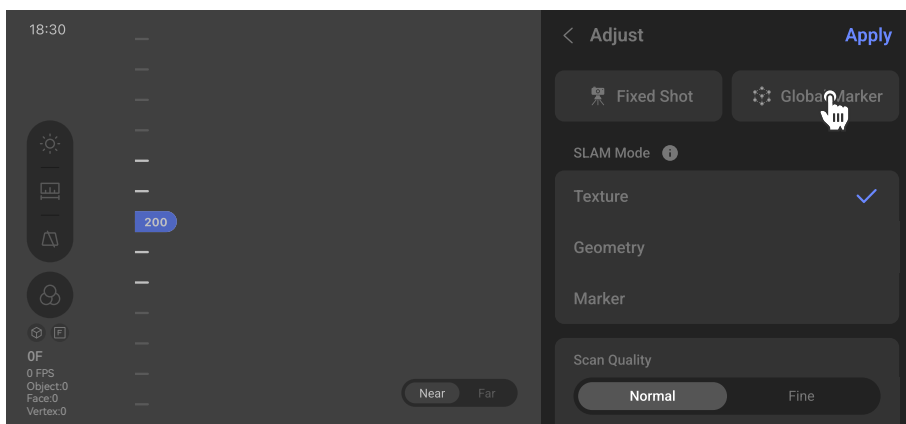 18:30
200
0F
0 FPS
Object:0
Face:0
Vertex:0
Near Far
Adjust Apply
Fixed Shot Global Marker
SLAM Mode
Texture
Geometry
Marker
Scan Quality
Normal Fine